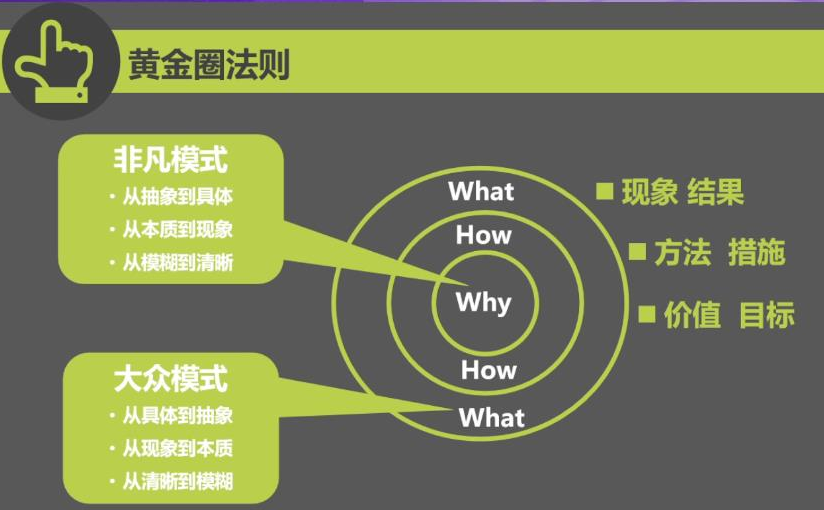 黄金圈法则
非凡模式
· 从抽象到具体
· 从本质到现象
· 从模糊到清晰
大众模式
· 从具体到抽象
· 从现象到本质
· 从清晰到模糊
What
How
Why
How
What
■ 现象 结果
■ 方法 措施
■ 价值 目标